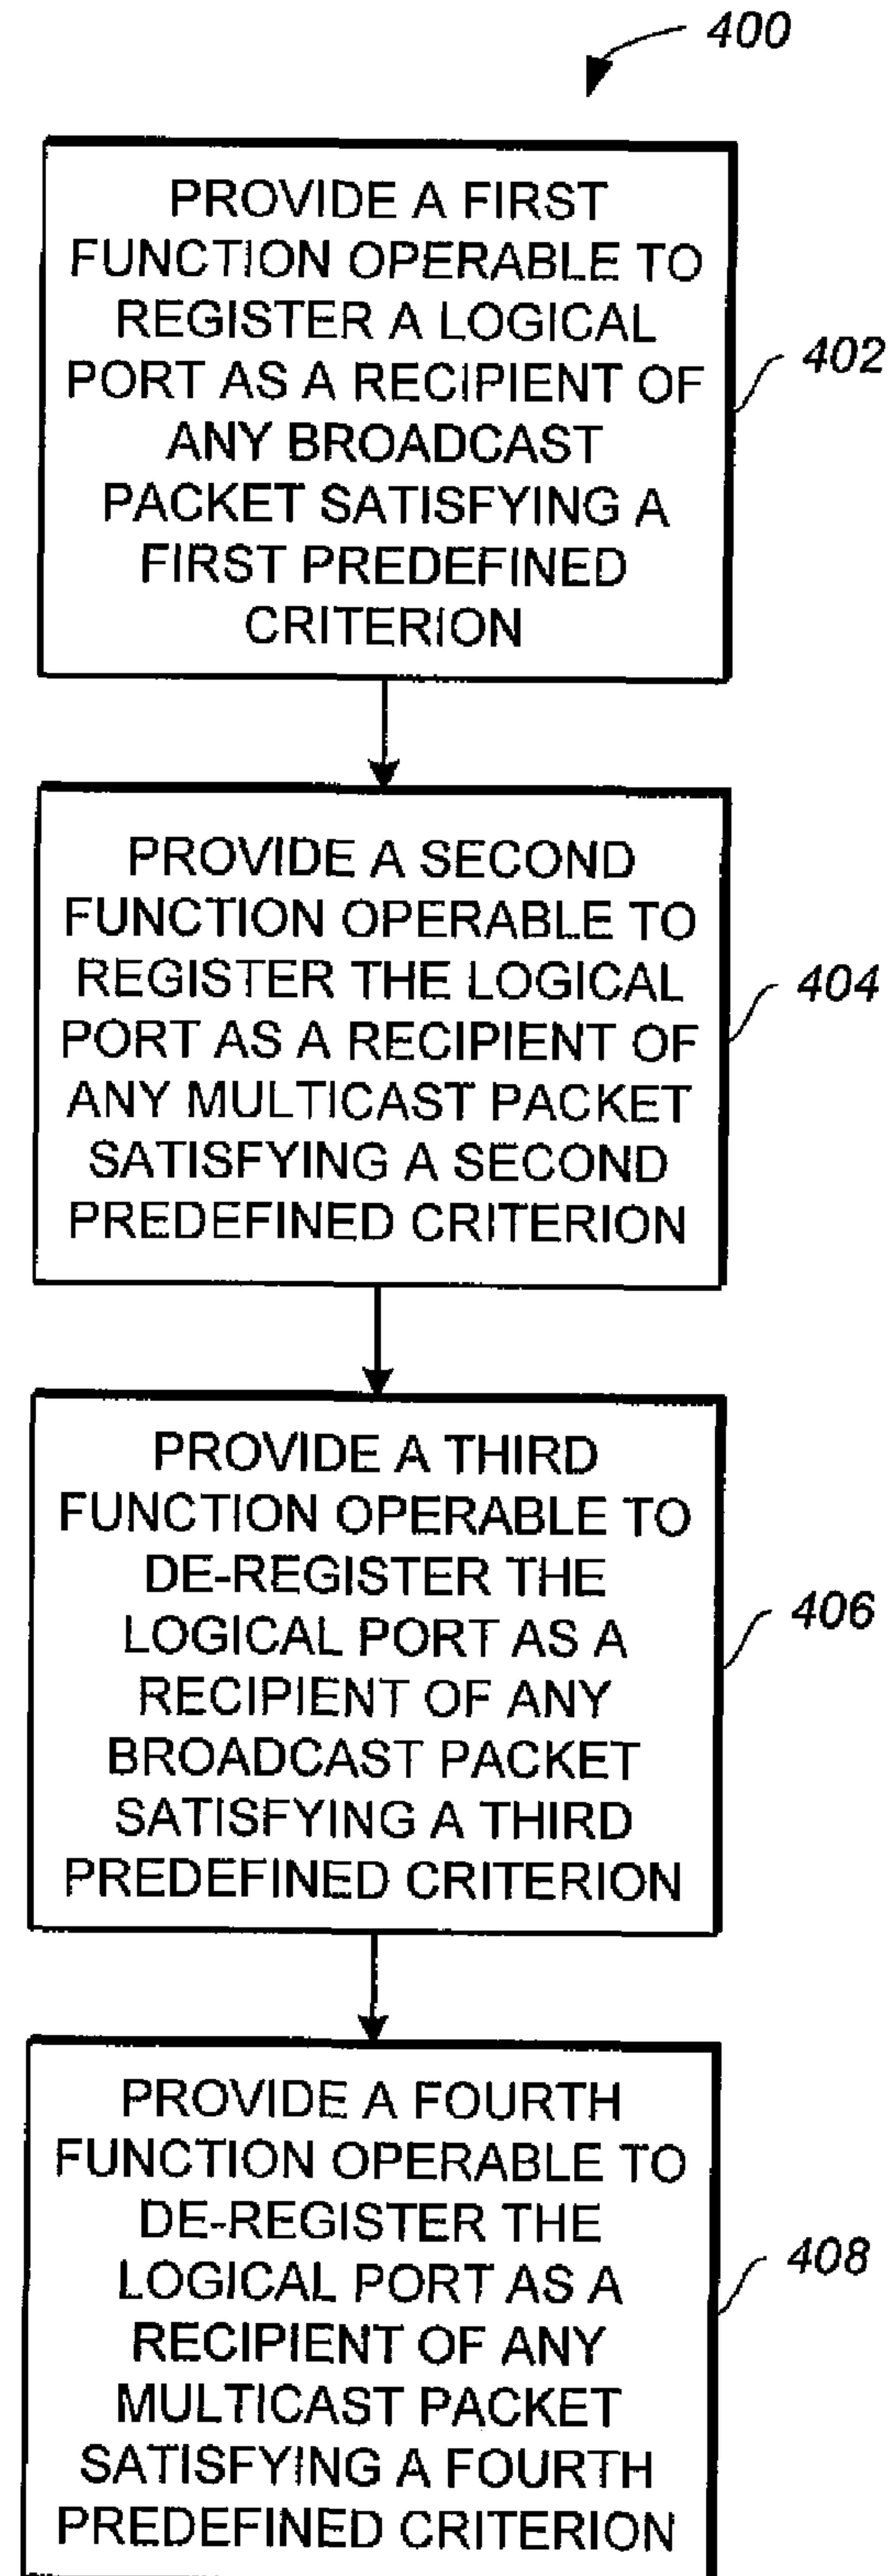 400
PROVIDE A FIRST
FUNCTION OPERABLE TO
REGISTER A LOGICAL
PORT AS A RECIPIENT OF
ANY BROADCAST
PACKET SATISFYING A
FIRST PREDEFINED
CRITERION
402
PROVIDE A SECOND
FUNCTION OPERABLE TO
REGISTER THE LOGICAL
PORT AS A RECIPIENT OF
ANY MULTICAST PACKET
SATISFYING A SECOND
PREDEFINED CRITERION
404
PROVIDE A THIRD
FUNCTION OPERABLE TO
DE-REGISTER THE
LOGICAL PORT AS A
RECIPIENT OF ANY
BROADCAST PACKET
SATISFYING A THIRD
PREDEFINED CRITERION
406
PROVIDE A FOURTH
FUNCTION OPERABLE TO
DE-REGISTER THE
LOGICAL PORT AS A
RECIPIENT OF ANY
MULTICAST PACKET
SATISFYING A FOURTH
PREDEFINED CRITERION
408